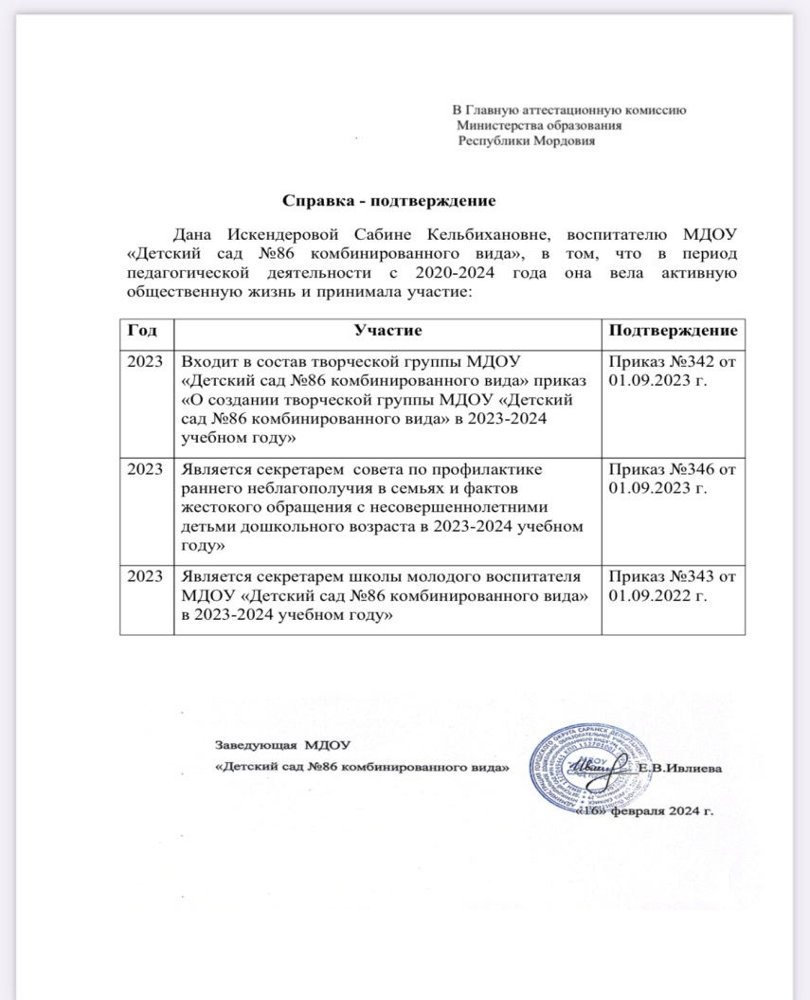 В Главную аттестационную комиссию
Министерства образования
Республики Мордовия
Справка - подтверждение
Дана Искендеровой Сабине Кельбихановне, воспитателю МДОУ
«Детский сад №86 комбинированного вида», в том, что в период
педагогической деятельности с 2020-2024 года она вела активную
общественную жизнь и принимала участие:
Год Участие Подтверждение
2023 Входит в состав творческой группы МДОУ Приказ №342 от
«Детский сад №86 комбинированного вида» приказ 01.09.2023 г.
«О создании творческой группы МДОУ «Детский
сад №86 комбинированного вида» в 2023-2024
учебном году»
2023 Является секретарем совета по профилактике Приказ №346 от
раннего неблагополучия в семьях и фактов 01.09.2023 г.
жестокого обращения с несовершеннолетними
детьми дошкольного возраста в 2023-2024 учебном
году»
2023 Является секретарем школы молодого воспитателя Приказ №343 от
МДОУ «Детский сад №86 комбинированного вида» 01.09.2022 г.
в 2023-2024 учебном году»
Заведующая МДОУ
«Детский сад №86 комбинированного вида» Е.В.Ивлиева
«16» февраля 2024 г.